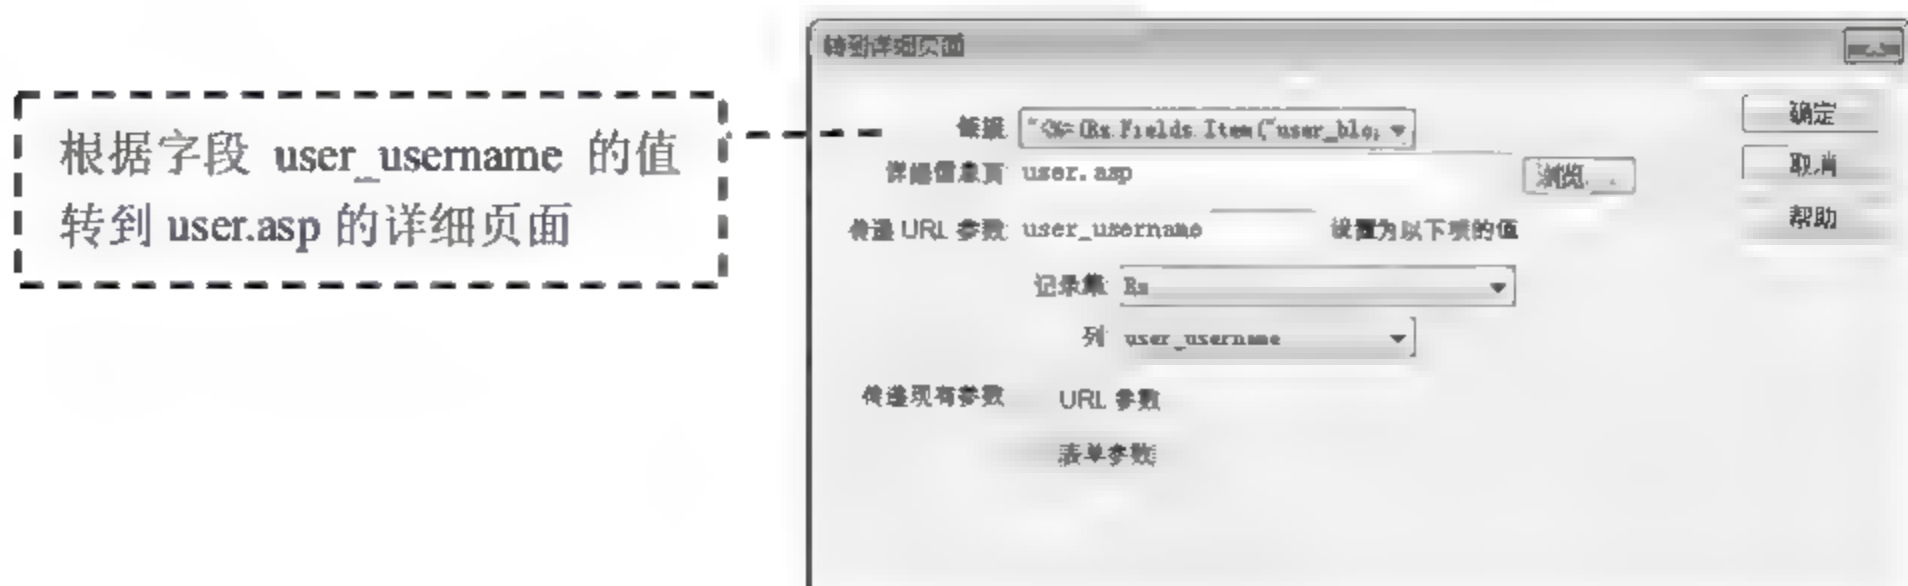 根据字段 user_username 的值
转到 user.asp 的详细页面
转到详细页面
链接: "<%=(Rs.Fields.Item("user_blo
详细信息页: user.asp 浏览...
传递 URL 参数: user_username 设置为以下项的值
记录集: Rs
列: user_username
传递现有参数: URL 参数
表单参数
确定
取消
帮助